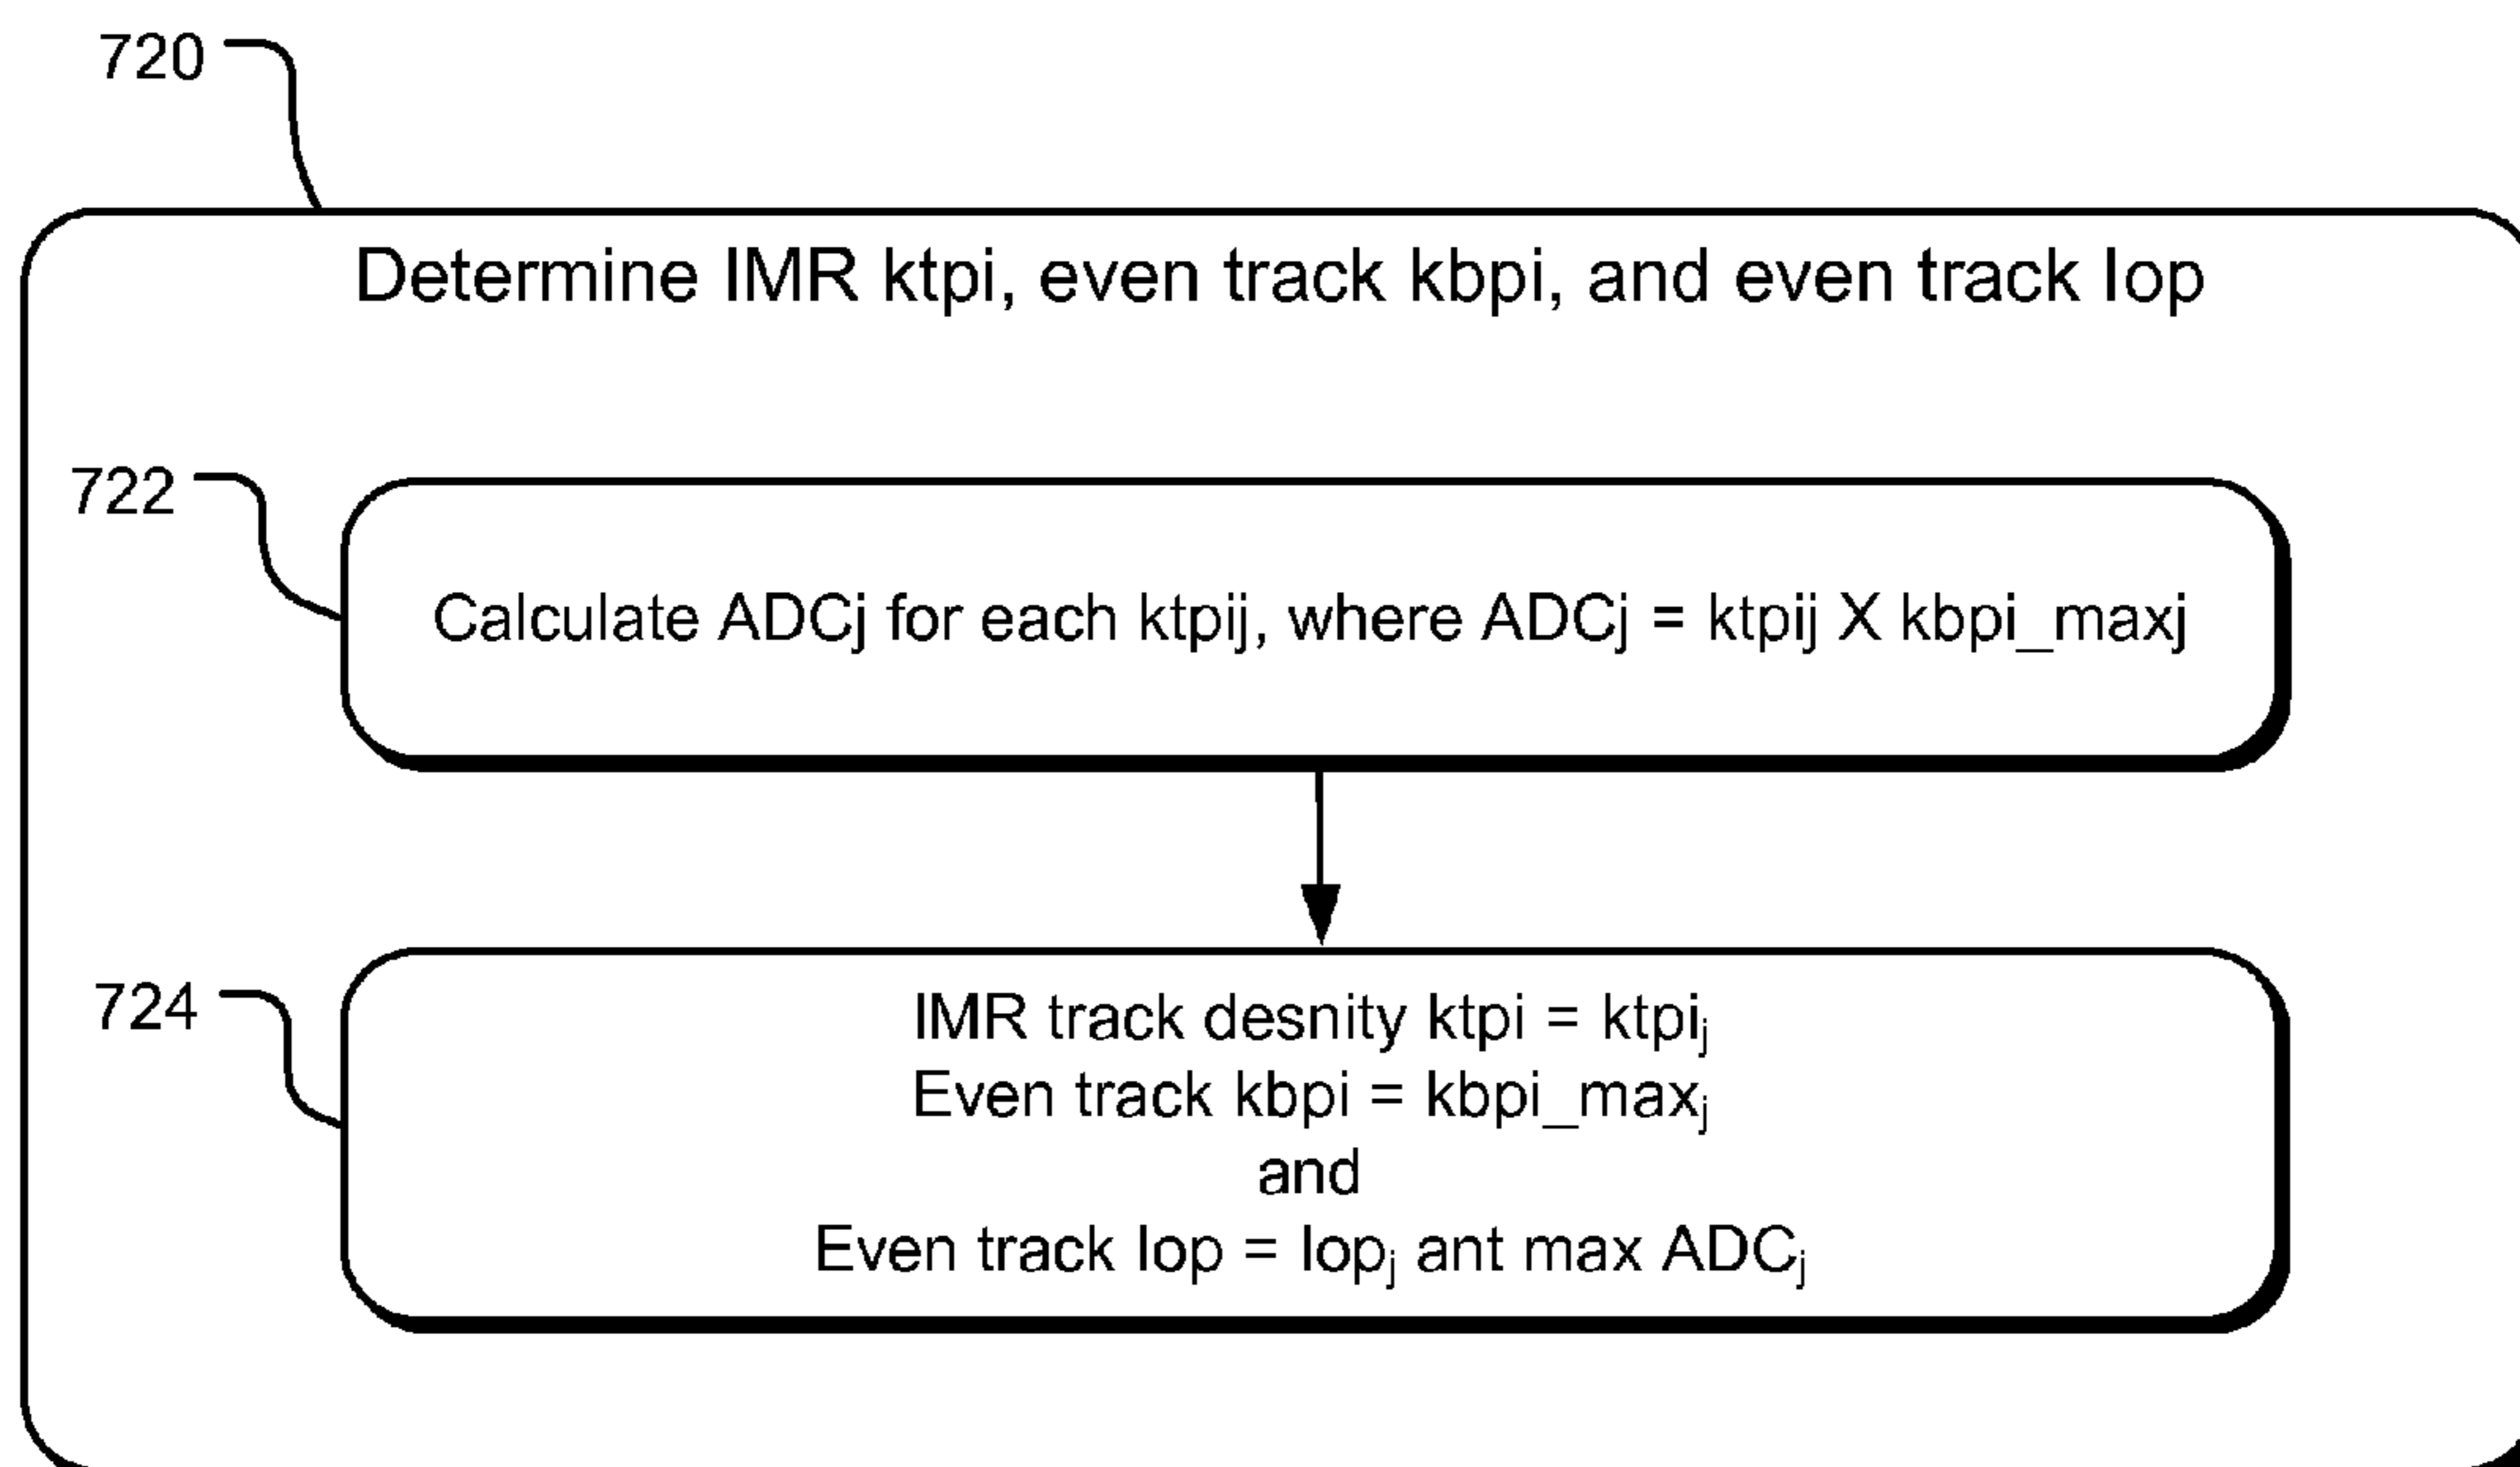 720
Determine IMR ktpi, even track kbpi, and even track Iop
722
Calculate ADCj for each ktpij, where ADCj = ktpij X kbpi_maxj
724
IMR track desnity ktpi = ktpij
Even track kbpi = kbpi_maxj
and
Even track Iop = Iopj ant max ADCj